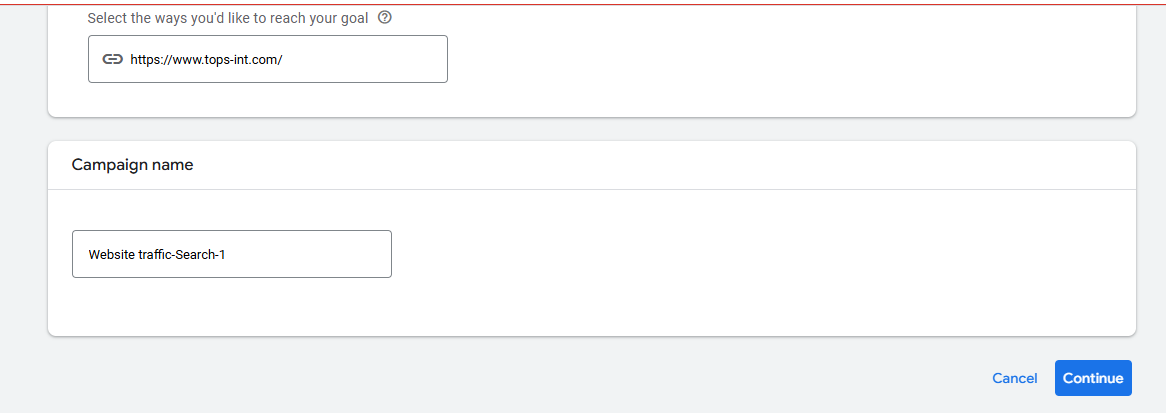 Select the ways you'd like to reach your goal
https://www.tops-int.com/
Campaign name
Website traffic-Search-1
Cancel
Continue